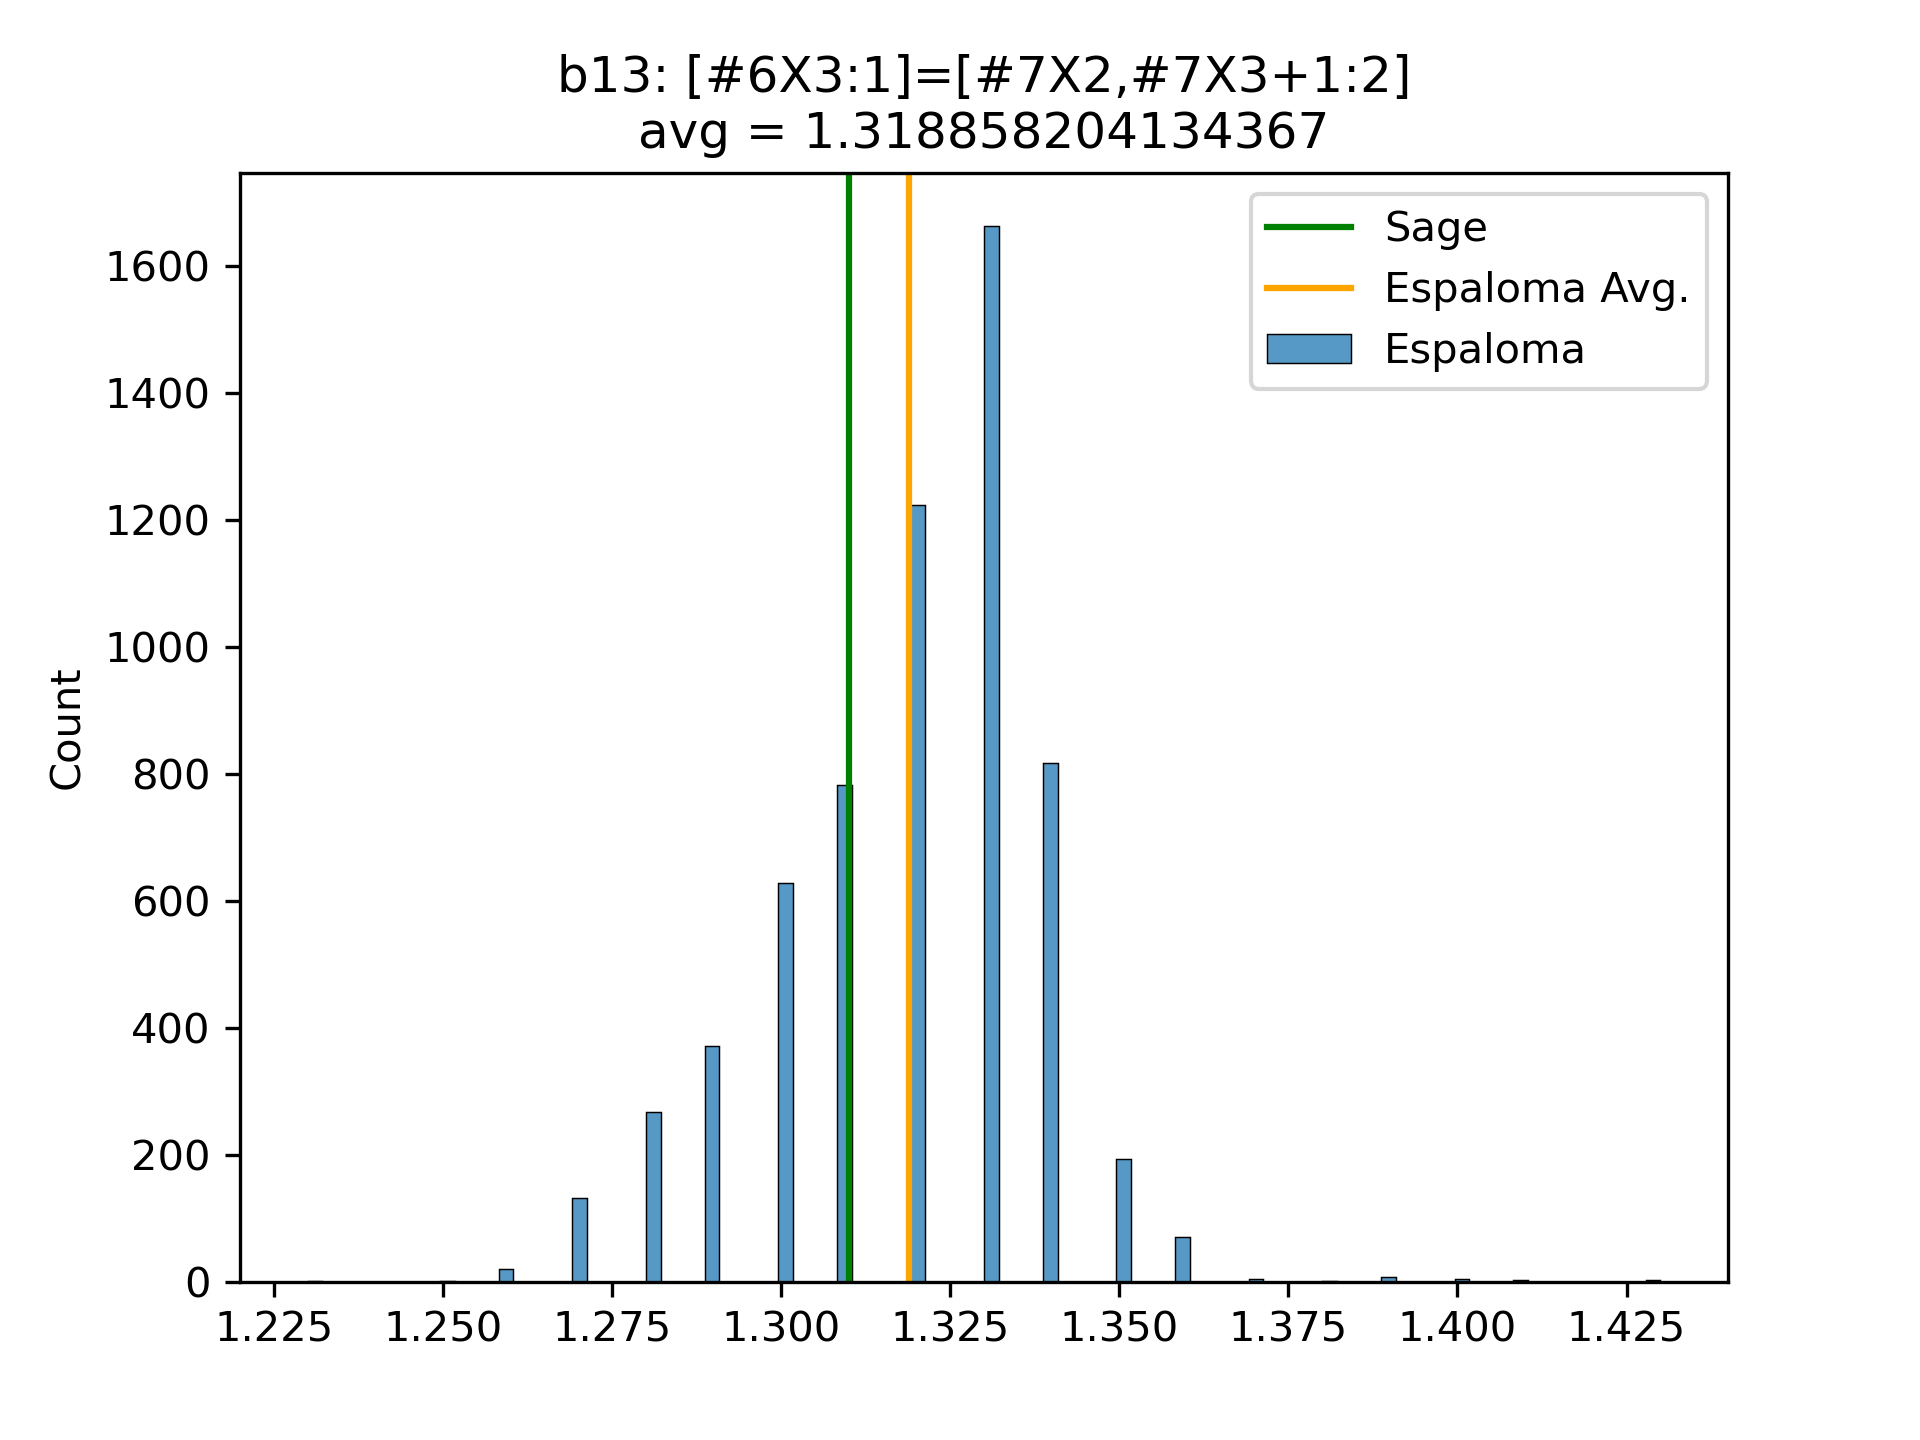 b13: [#6X3:1]=[#7X2,#7X3+1:2]
avg = 1.318858204134367
Sage
Espaloma Avg.
Espaloma
1600
1400
1200
1000
800
600
400
200
0
Count
1.225 1.250 1.275 1.300 1.325 1.350 1.375 1.400 1.425